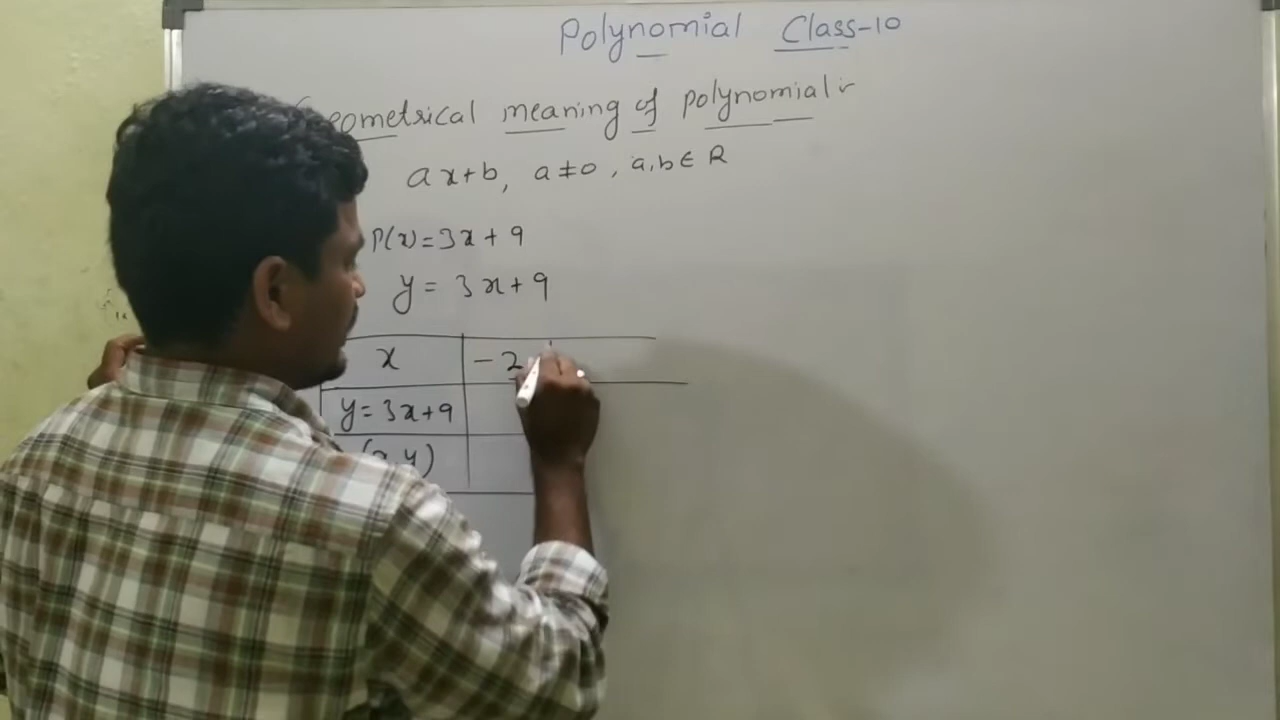 Polynomial Class-10
eometrical meaning of polynomial :-
ax+b, a≠0, a,b∈R
P(x)=3x+9
y=3x+9
x -2
y=3x+9
(x,y)